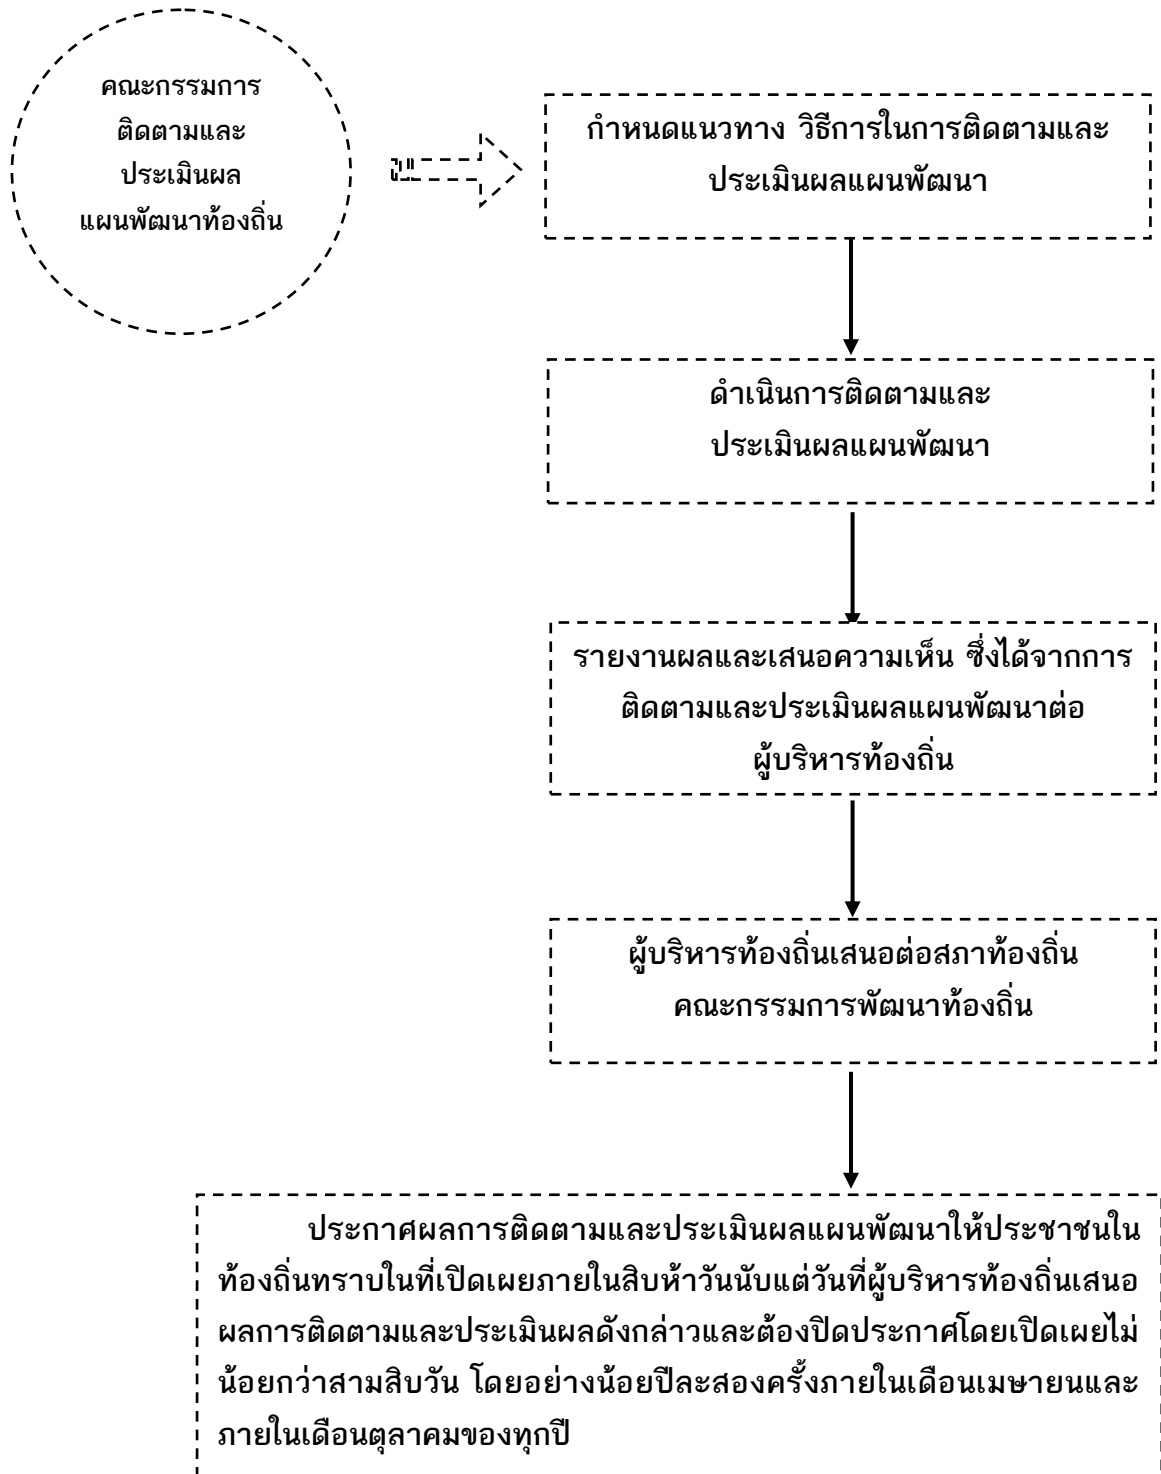 คณะกรรมการ
ติดตามและ
ประเมินผล
แผนพัฒนาท้องถิ่น
กำหนดแนวทาง วิธีการในการติดตามและ
ประเมินผลแผนพัฒนา
ดำเนินการติดตามและ
ประเมินผลแผนพัฒนา
รายงานผลและเสนอความเห็น ซึ่งได้จากการ
ติดตามและประเมินผลแผนพัฒนาต่อ
ผู้บริหารท้องถิ่น
ผู้บริหารท้องถิ่นเสนอต่อสภาท้องถิ่น
คณะกรรมการพัฒนาท้องถิ่น
ประกาศผลการติดตามและประเมินผลแผนพัฒนาให้ประชาชนใน
ท้องถิ่นทราบในที่เปิดเผยภายในสิบห้าวันนับแต่วันที่ผู้บริหารท้องถิ่นเสนอ
ผลการติดตามและประเมินผลดังกล่าวและต้องปิดประกาศโดยเปิดเผยไม่
น้อยกว่าสามสิบวัน โดยอย่างน้อยปีละสองครั้งภายในเดือนเมษายนและ
ภายในเดือนตุลาคมของทุกปี